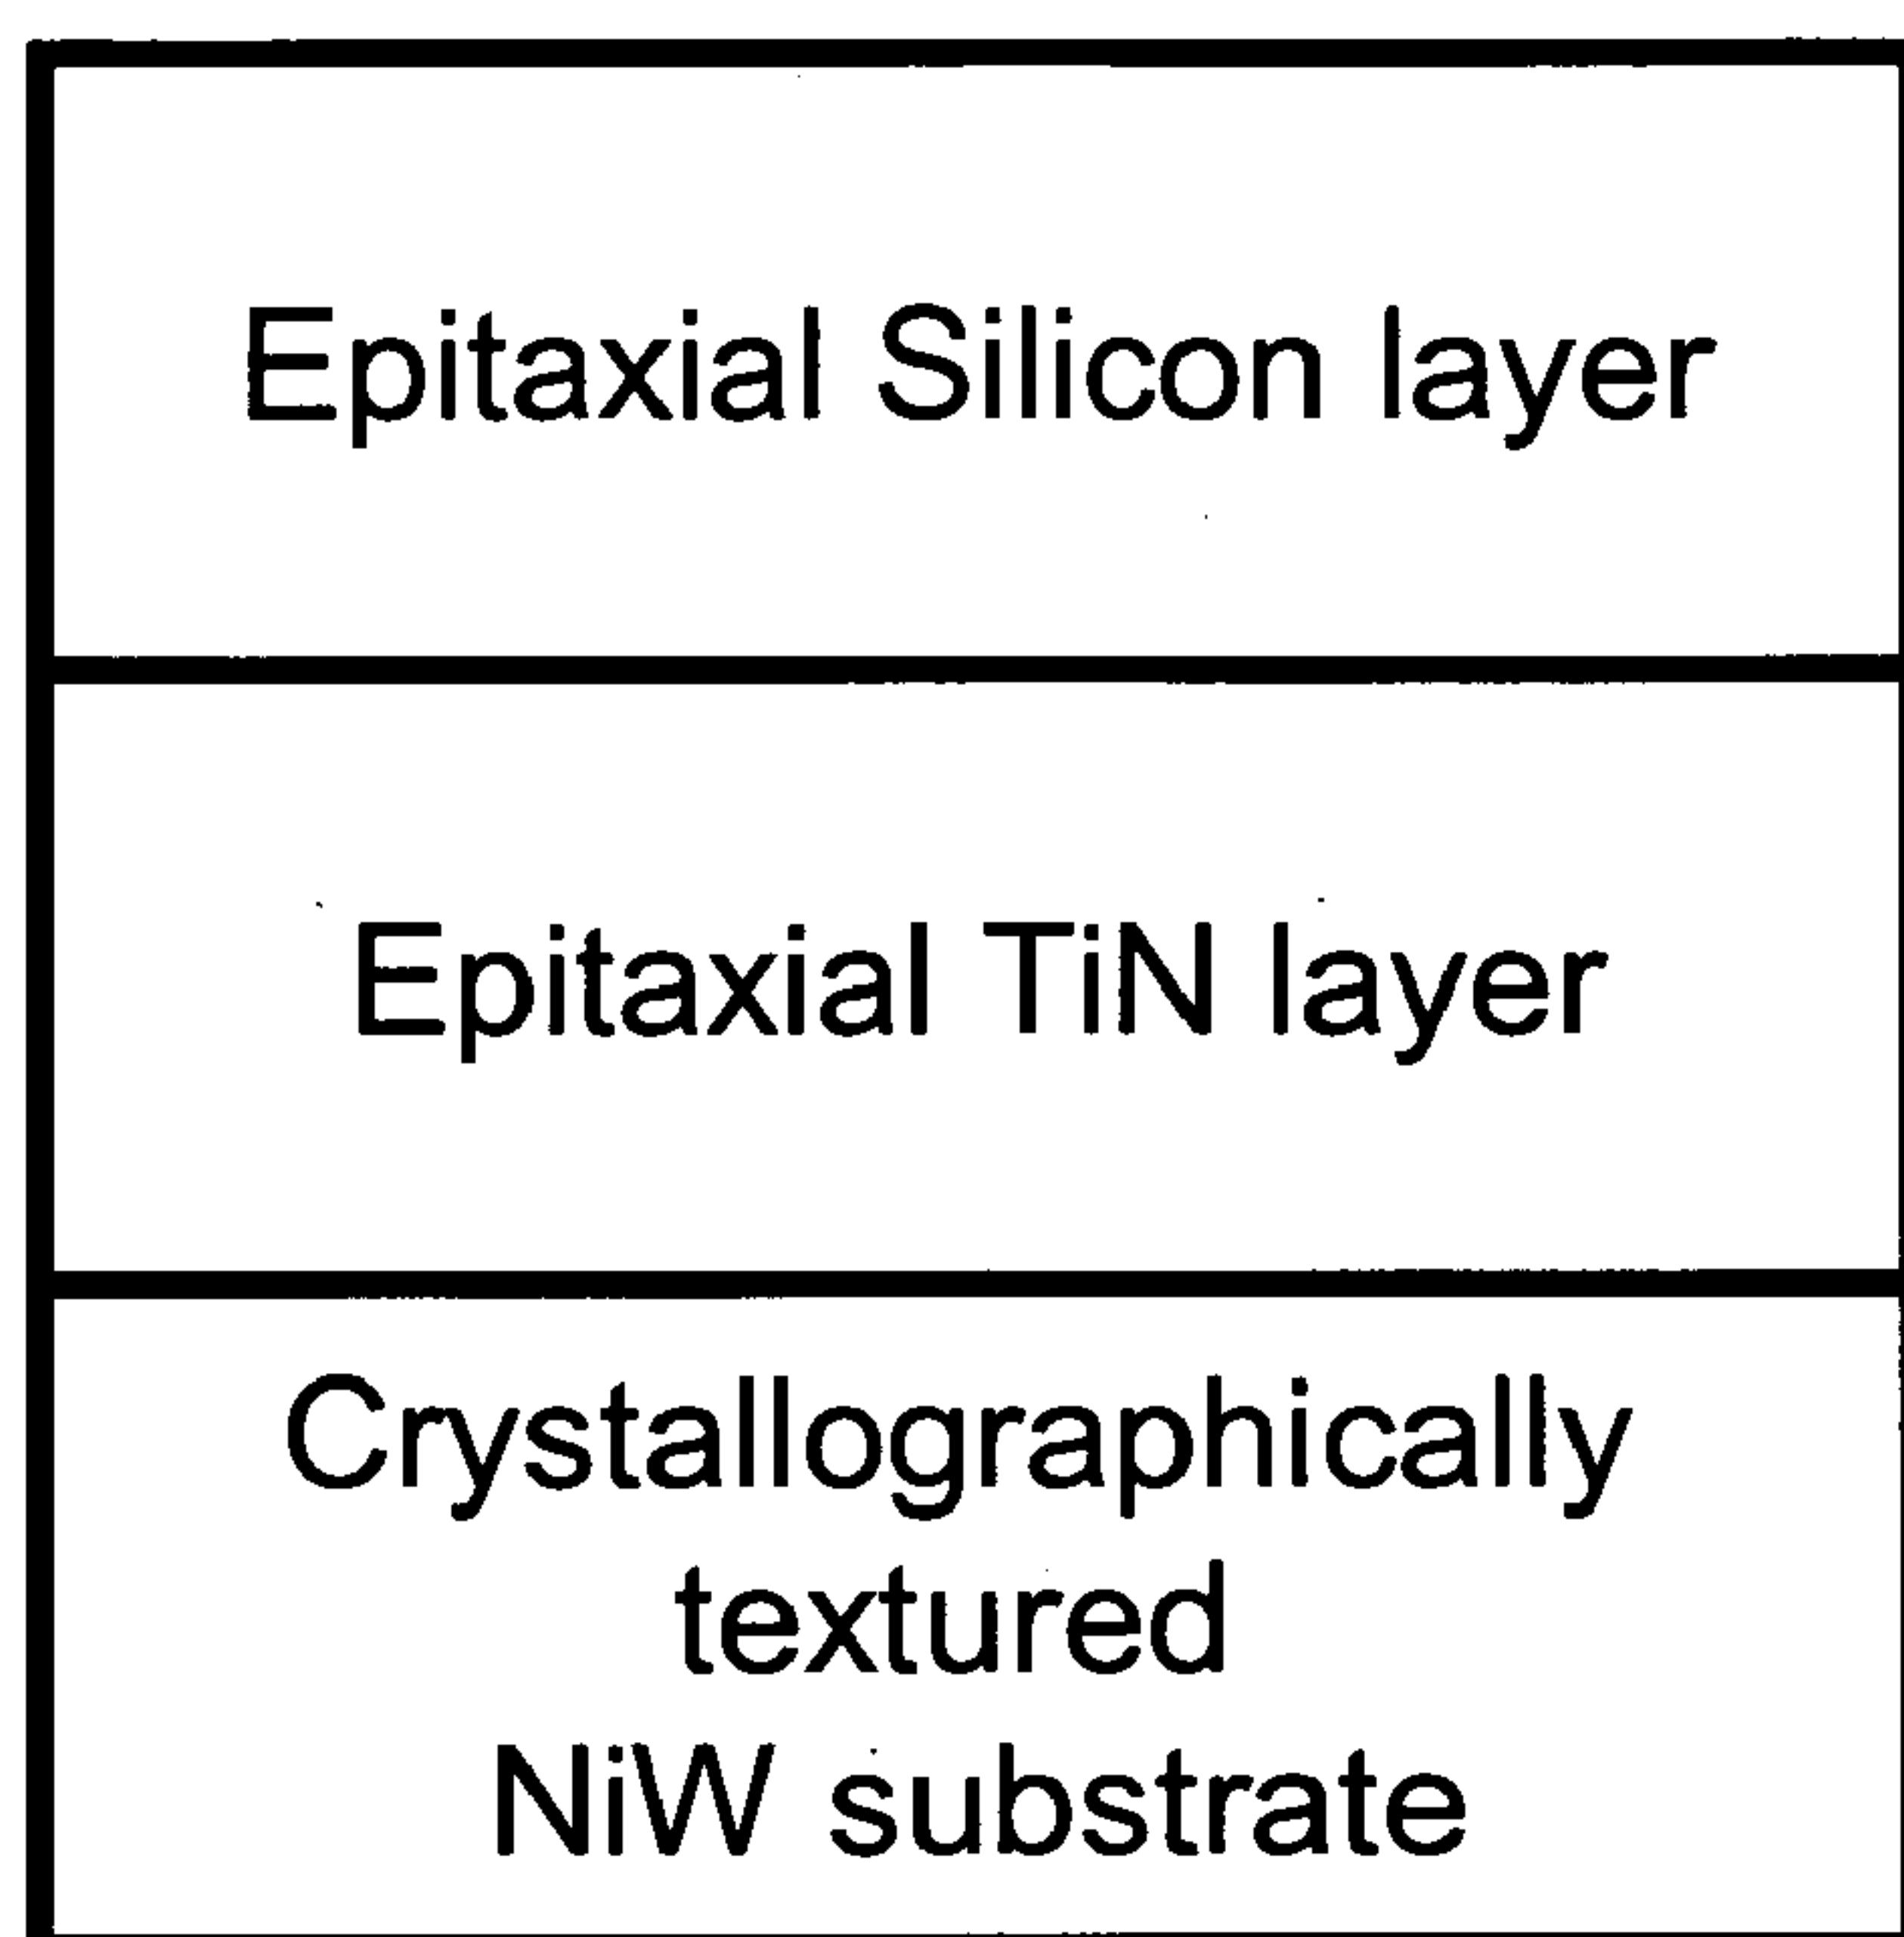 Epitaxial Silicon layer
Epitaxial TiN layer
Crystallographically
textured
NiW substrate